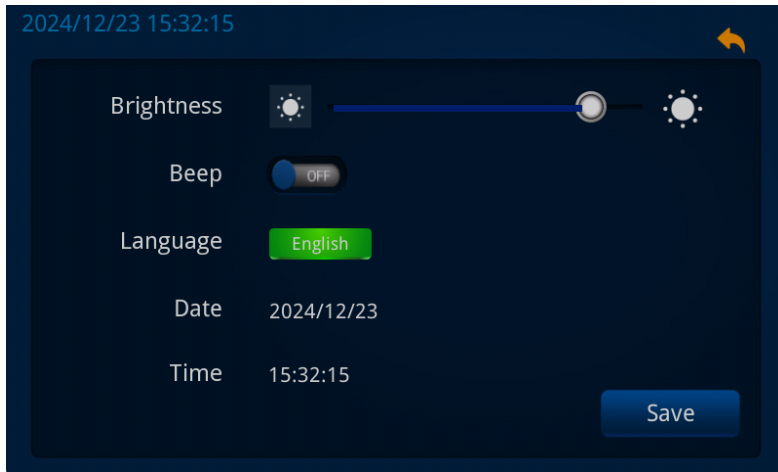 2024/12/23 15:32:15
Brightness
Beep OFF
Language English
Date 2024/12/23
Time 15:32:15
Save